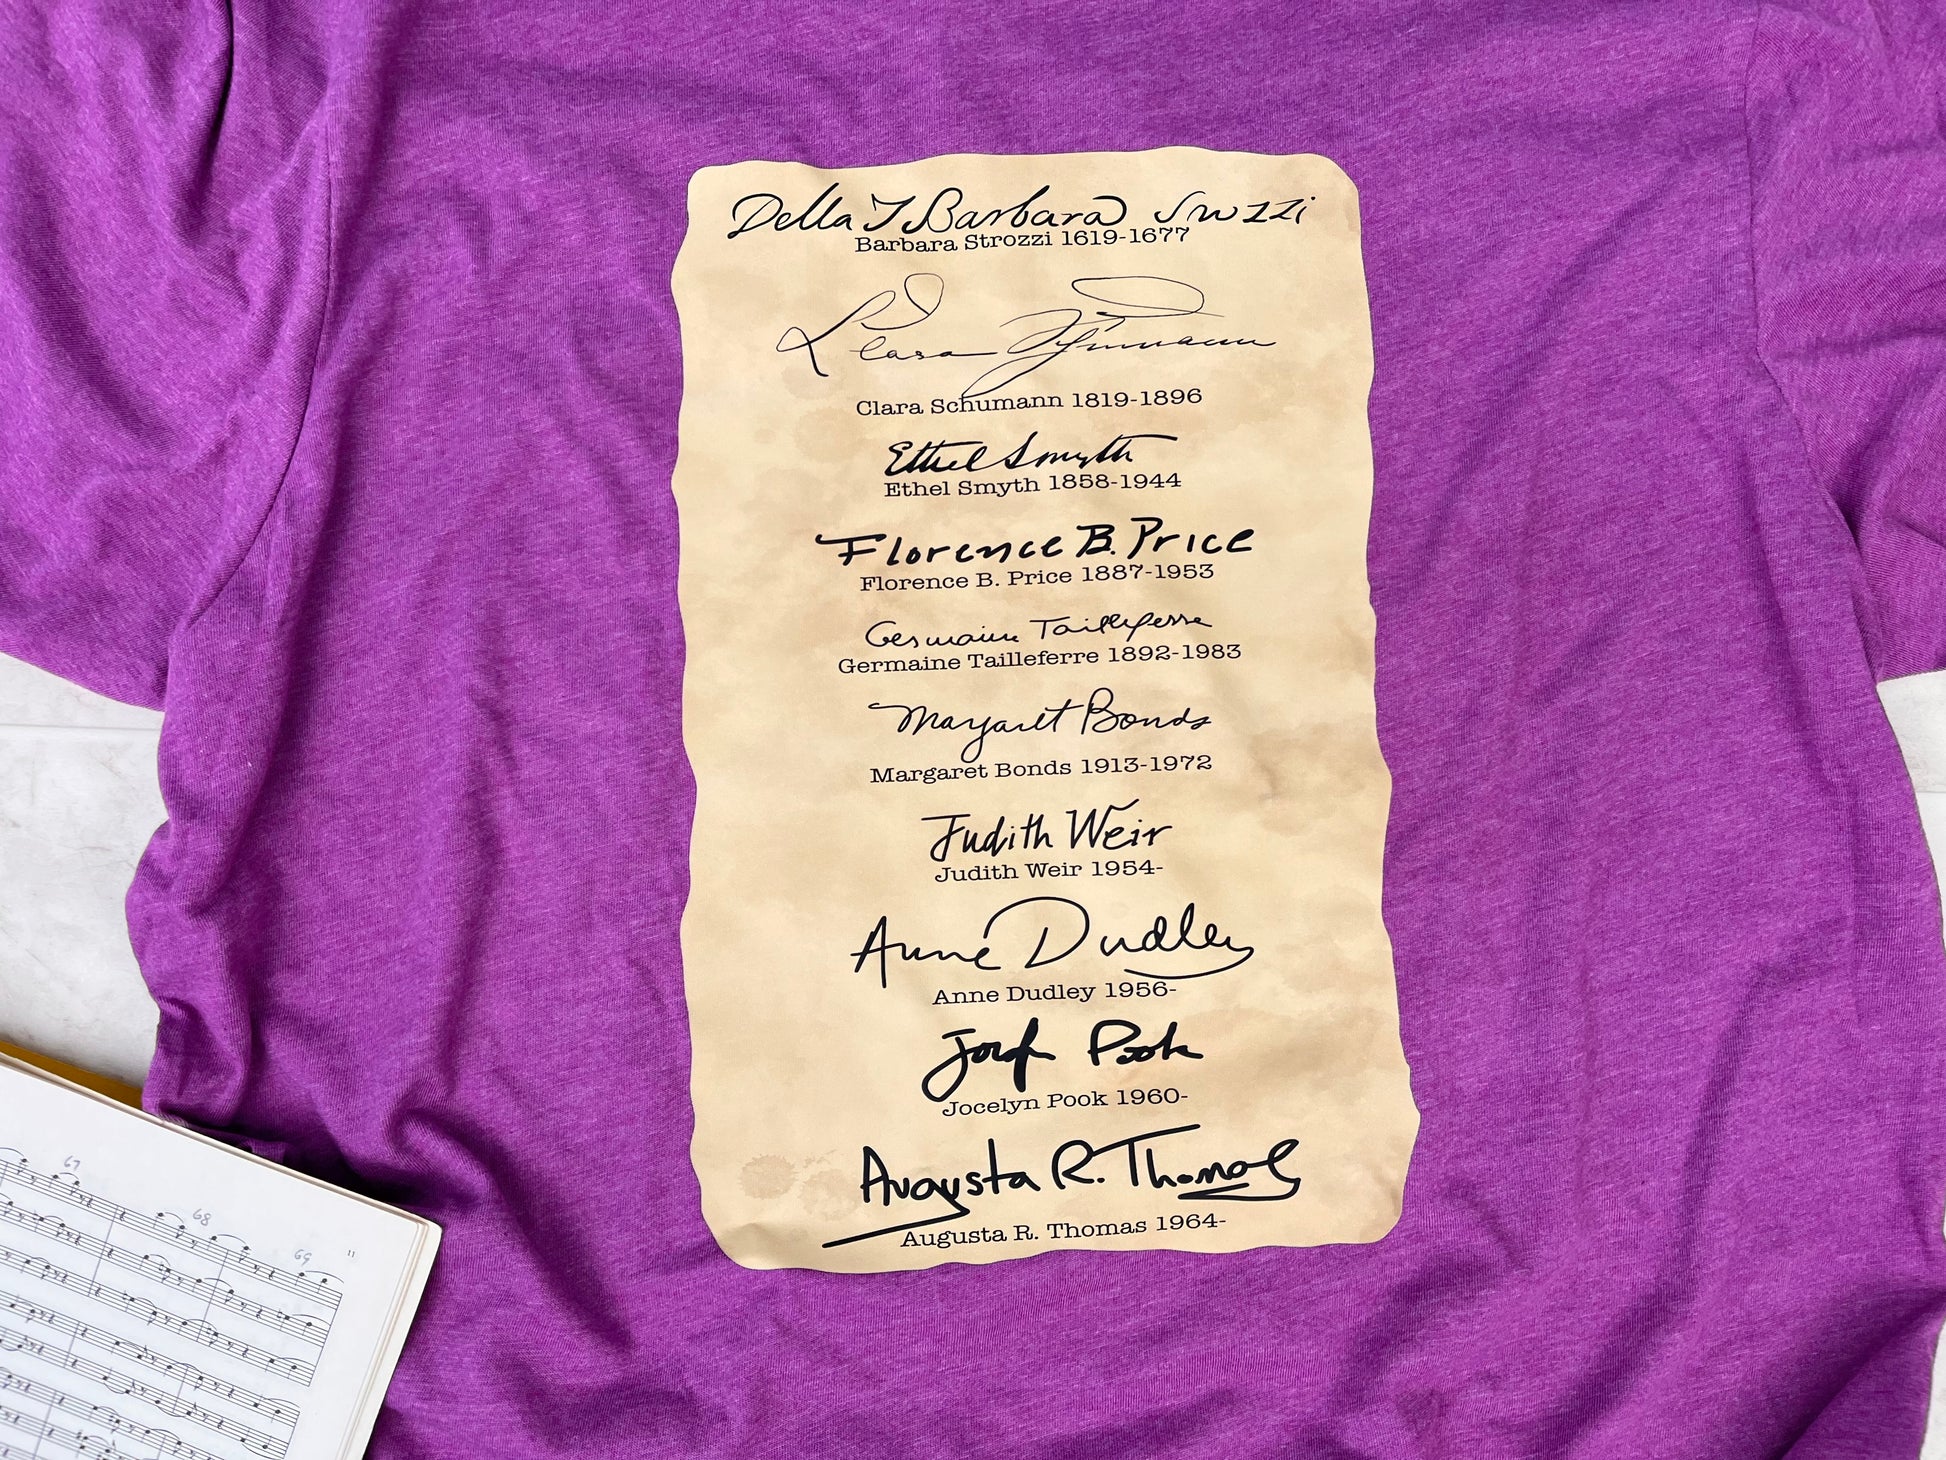 Della S Barbara Strozzi
Barbara Strozzi 1619-1677
Clara Schumann
Clara Schumann 1819-1896
Ethel Smyth
Ethel Smyth 1858-1944
Florence B. Price
Florence B. Price 1887-1953
Germaine Tailleferre
Germaine Tailleferre 1892-1983
Margaret Bonds
Margaret Bonds 1913-1972
Judith Weir
Judith Weir 1954-
Anne Dudley
Anne Dudley 1956-
Jocelyn Pook
Jocelyn Pook 1960-
Augusta R. Thomas
Augusta R. Thomas 1964-
67
68
69
11